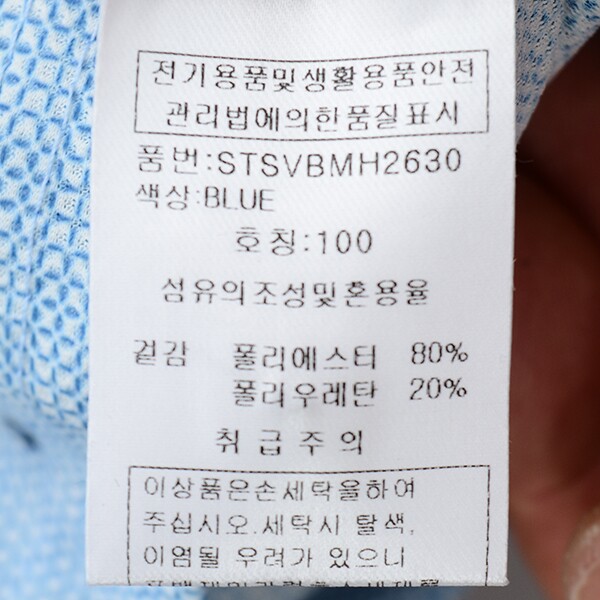 전기용품및생활용품안전
관리법에의한품질표시
품번:STSVBMH2630
색상:BLUE
호칭:100
섬유의조성및혼용율
겉감 폴리에스터 80%
폴리우레탄 20%
취급주의
이상품은손세탁을하여
주십시오.세탁시 탈색,
이염될 우려가 있으니